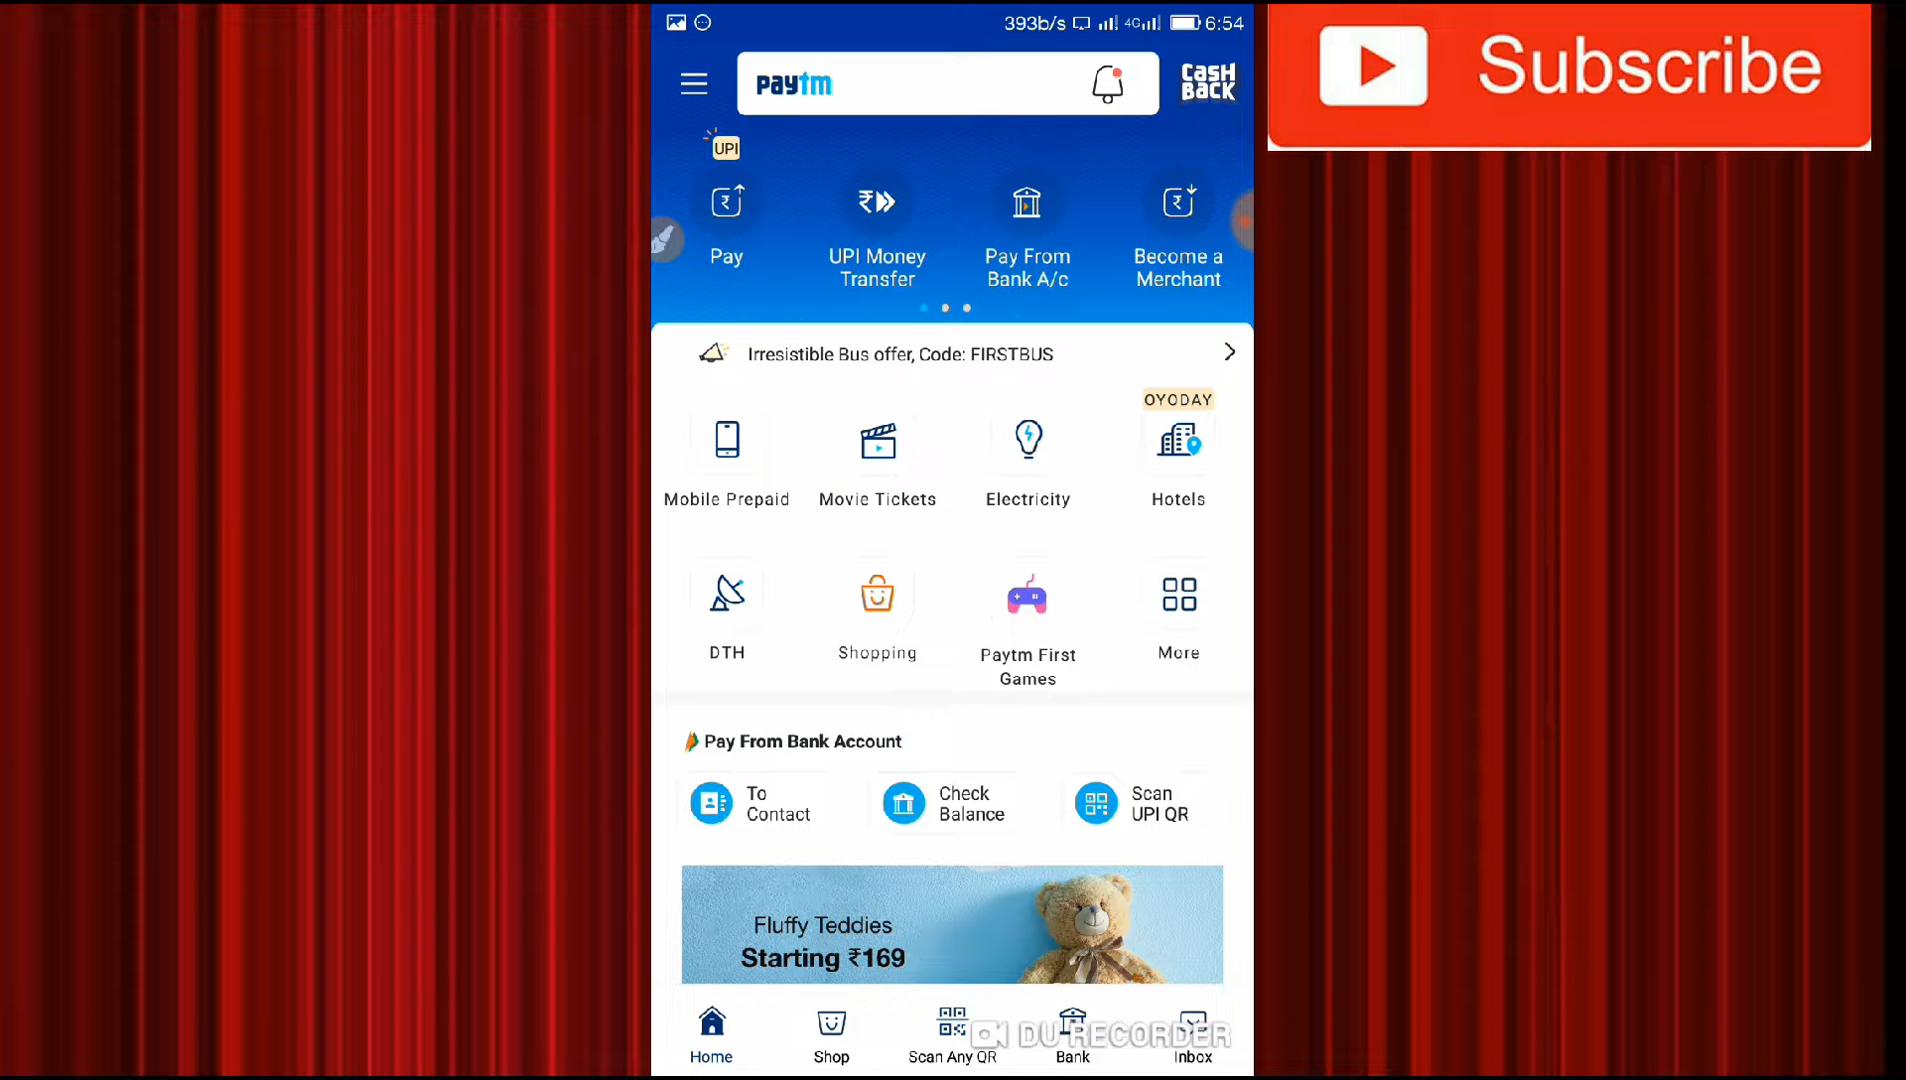 393b/s 4G 6:54
Subscribe
paytm
CASH
BACK
UPI
Pay
UPI Money
Transfer
Pay From
Bank A/c
Become a
Merchant
Irresistible Bus offer, Code: FIRSTBUS
OYODAY
Mobile Prepaid
Movie Tickets
Electricity
Hotels
DTH
Shopping
Paytm First
Games
More
Pay From Bank Account
To
Contact
Check
Balance
Scan
UPI QR
Fluffy Teddies
Starting ₹169
DU RECORDER
Home
Shop
Scan Any QR
Bank
Inbox